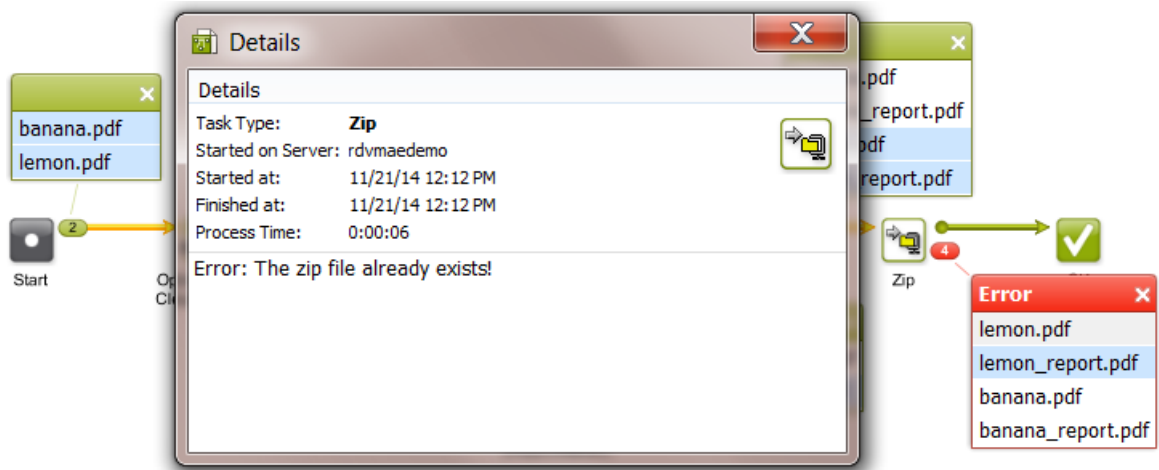 Details
Details
Task Type: Zip
Started on Server: rdvmaedemo
Started at: 11/21/14 12:12 PM
Finished at: 11/21/14 12:12 PM
Process Time: 0:00:06
Error: The zip file already exists!
banana.pdf
lemon.pdf
2
Start
.pdf
_report.pdf
pdf
report.pdf
Zip
4
Error
lemon.pdf
lemon_report.pdf
banana.pdf
banana_report.pdf